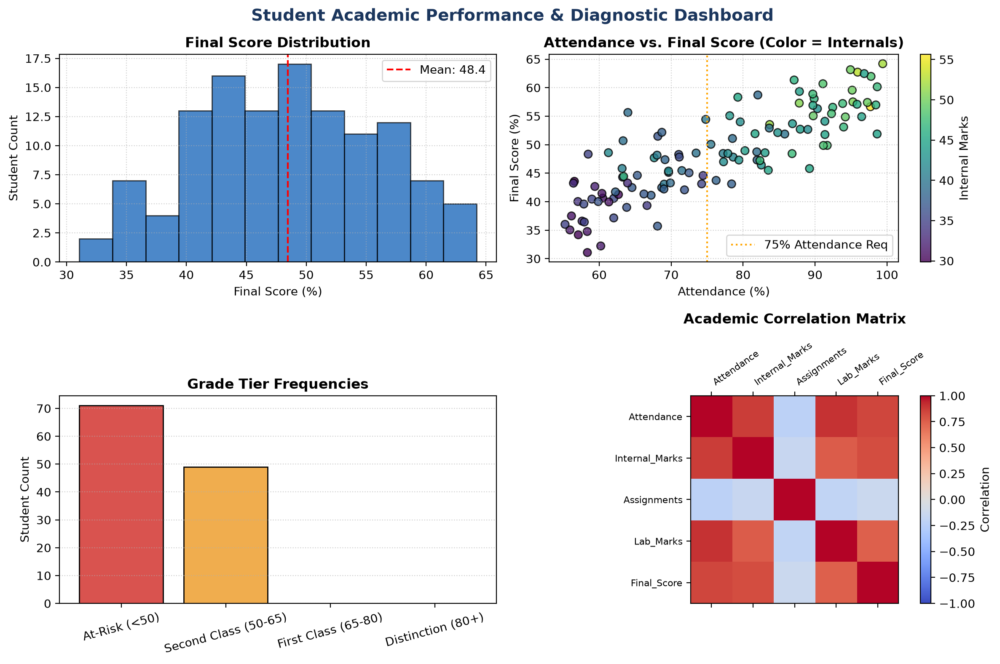 Student Academic Performance & Diagnostic Dashboard
Final Score Distribution
17.5
15.0
12.5
10.0
7.5
5.0
2.5
0.0
Student Count
Mean: 48.4
30 35 40 45 50 55 60 65
Final Score (%)
Attendance vs. Final Score (Color = Internals)
65
60
55
50
45
40
35
30
Final Score (%)
75% Attendance Req
60 70 80 90 100
Attendance (%)
55
50
45
40
35
30
Internal Marks
Grade Tier Frequencies
70
60
50
40
30
20
10
0
Student Count
At-Risk (<50)
Second Class (50-65)
First Class (65-80)
Distinction (80+)
Academic Correlation Matrix
Attendance
Internal_Marks
Assignments
Lab_Marks
Final_Score
Attendance
Internal_Marks
Assignments
Lab_Marks
Final_Score
1.00
0.75
0.50
0.25
0.00
−0.25
−0.50
−0.75
−1.00
Correlation